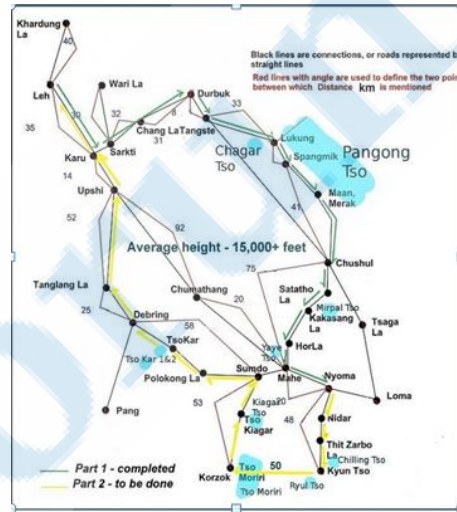 Khardung
La
40
Black lines are connections, or roads represented by
straight lines
Red lines with angle are used to define the two poin
between which Distance km is mentioned
Wari La
Leh
Durbuk
33
32
8
30
Chang La
Tangste
31
35
Lukung
Sarkti
Karu
Chagar
Tso
Spangmik
Pangong
Tso
14
Upshi
Maan,
Merak
41
52
92
Average height - 15,000+ feet
Chushul
75
Tanglang La
Satatho
La
Chumathang
20
Mirpal Tso
Kakasang
La
25
Debring
58
Tsaga
La
TsoKar
Yaye
Tso
HorLa
Tso Kar 1&2
Sumdo
Mahe
Nyoma
Polokong La
20
Loma
53
Kiagar
Tso
48
Pang
Tso
Kiagar
Nidar
Thit Zarbo
La
Chilling Tso
Part 1 - completed
Korzok
Tso
Moriri
50
Kyun Tso
Part 2 - to be done
Tso Moriri
Ryul Tso